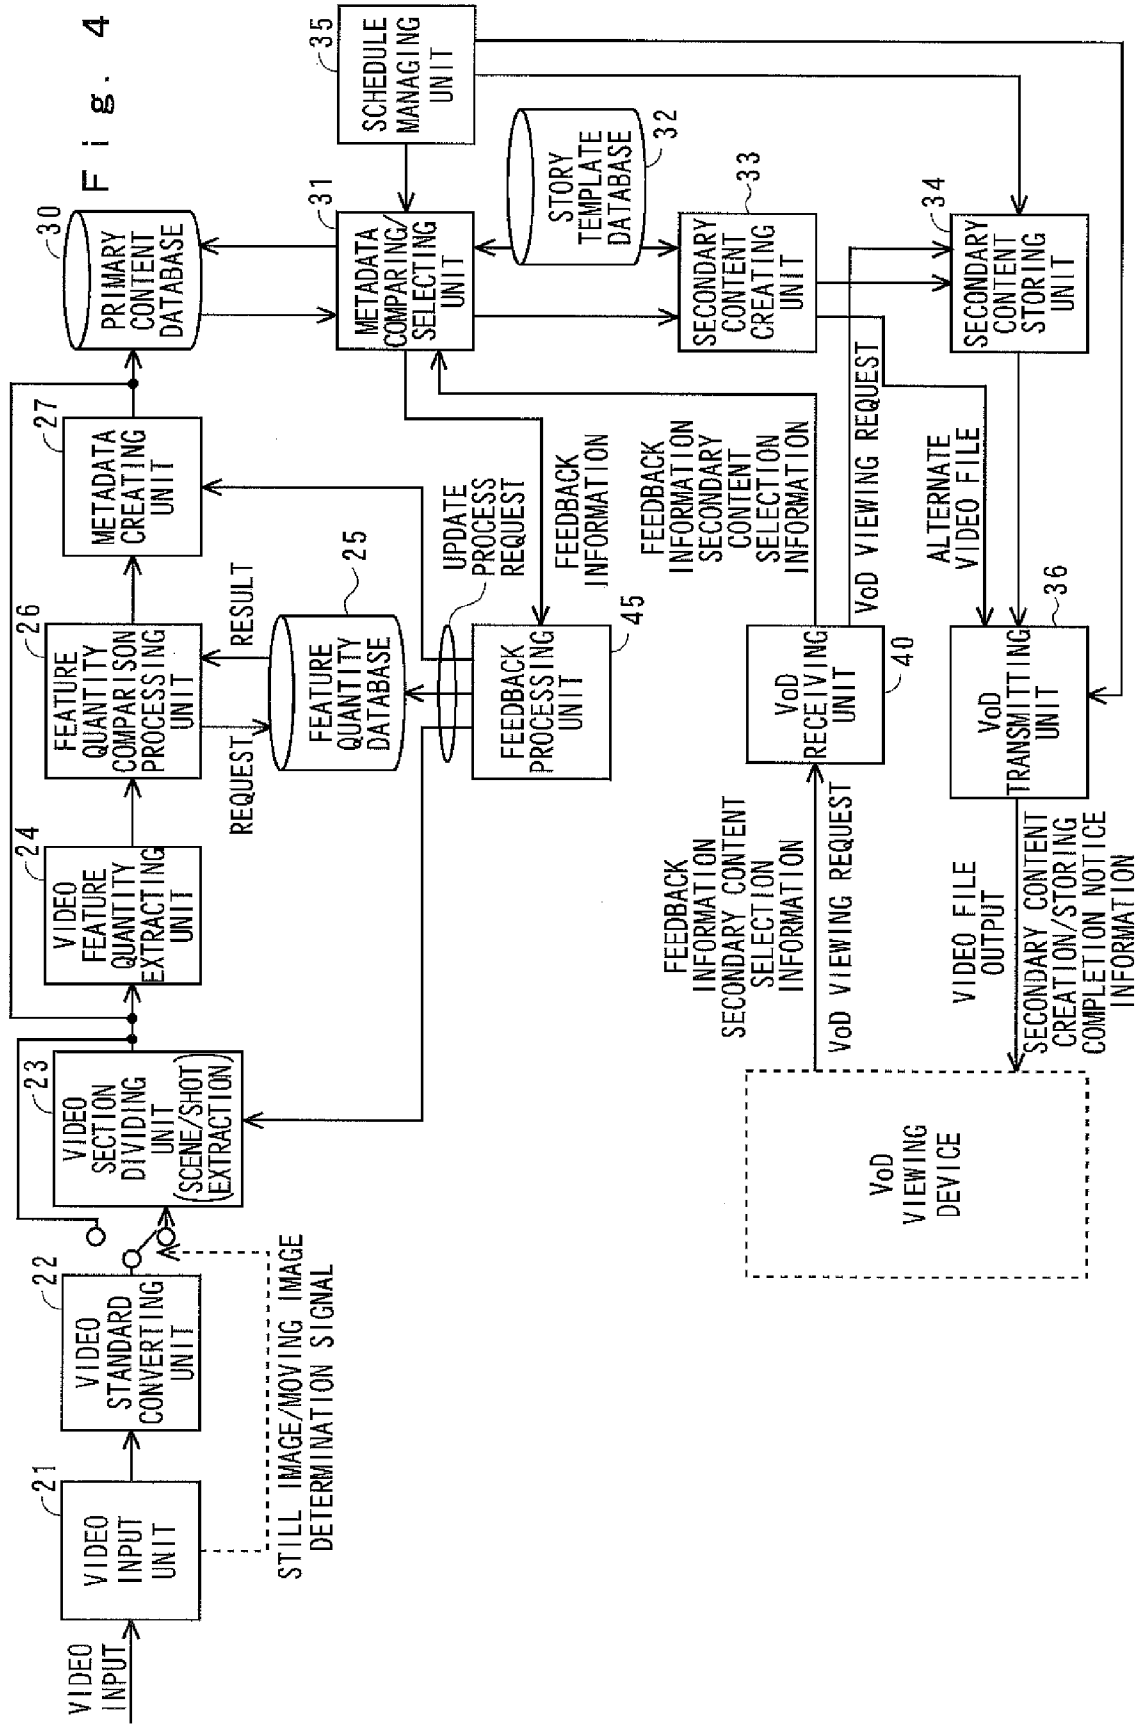 Fig. 4
VIDEO
INPUT
21
VIDEO
INPUT
UNIT
22
VIDEO
STANDARD
CONVERTING
UNIT
STILL IMAGE/MOVING IMAGE
DETERMINATION SIGNAL
23
VIDEO
SECTION
DIVIDING
UNIT
(SCENE/SHOT
EXTRACTION)
24
VIDEO
FEATURE
QUANTITY
EXTRACTING
UNIT
26
FEATURE
QUANTITY
COMPARISON
PROCESSING
UNIT
REQUEST
RESULT
25
FEATURE
QUANTITY
DATABASE
27
METADATA
CREATING
UNIT
30
PRIMARY
CONTENT
DATABASE
UPDATE
PROCESS
REQUEST
45
FEEDBACK
PROCESSING
UNIT
FEEDBACK
INFORMATION
31
METADATA
COMPARING/
SELECTING
UNIT
35
SCHEDULE
MANAGING
UNIT
32
STORY
TEMPLATE
DATABASE
33
SECONDARY
CONTENT
CREATING
UNIT
34
SECONDARY
CONTENT
STORING
UNIT
FEEDBACK
INFORMATION
SECONDARY
CONTENT
SELECTION
INFORMATION
VoD VIEWING REQUEST
ALTERNATE
VIDEO FILE
40
VoD
RECEIVING
UNIT
36
VoD
TRANSMITTING
UNIT
FEEDBACK
INFORMATION
SECONDARY CONTENT
SELECTION
INFORMATION
VoD VIEWING REQUEST
VIDEO FILE
OUTPUT
SECONDARY CONTENT
CREATION/STORING
COMPLETION NOTICE
INFORMATION
VoD
VIEWING
DEVICE